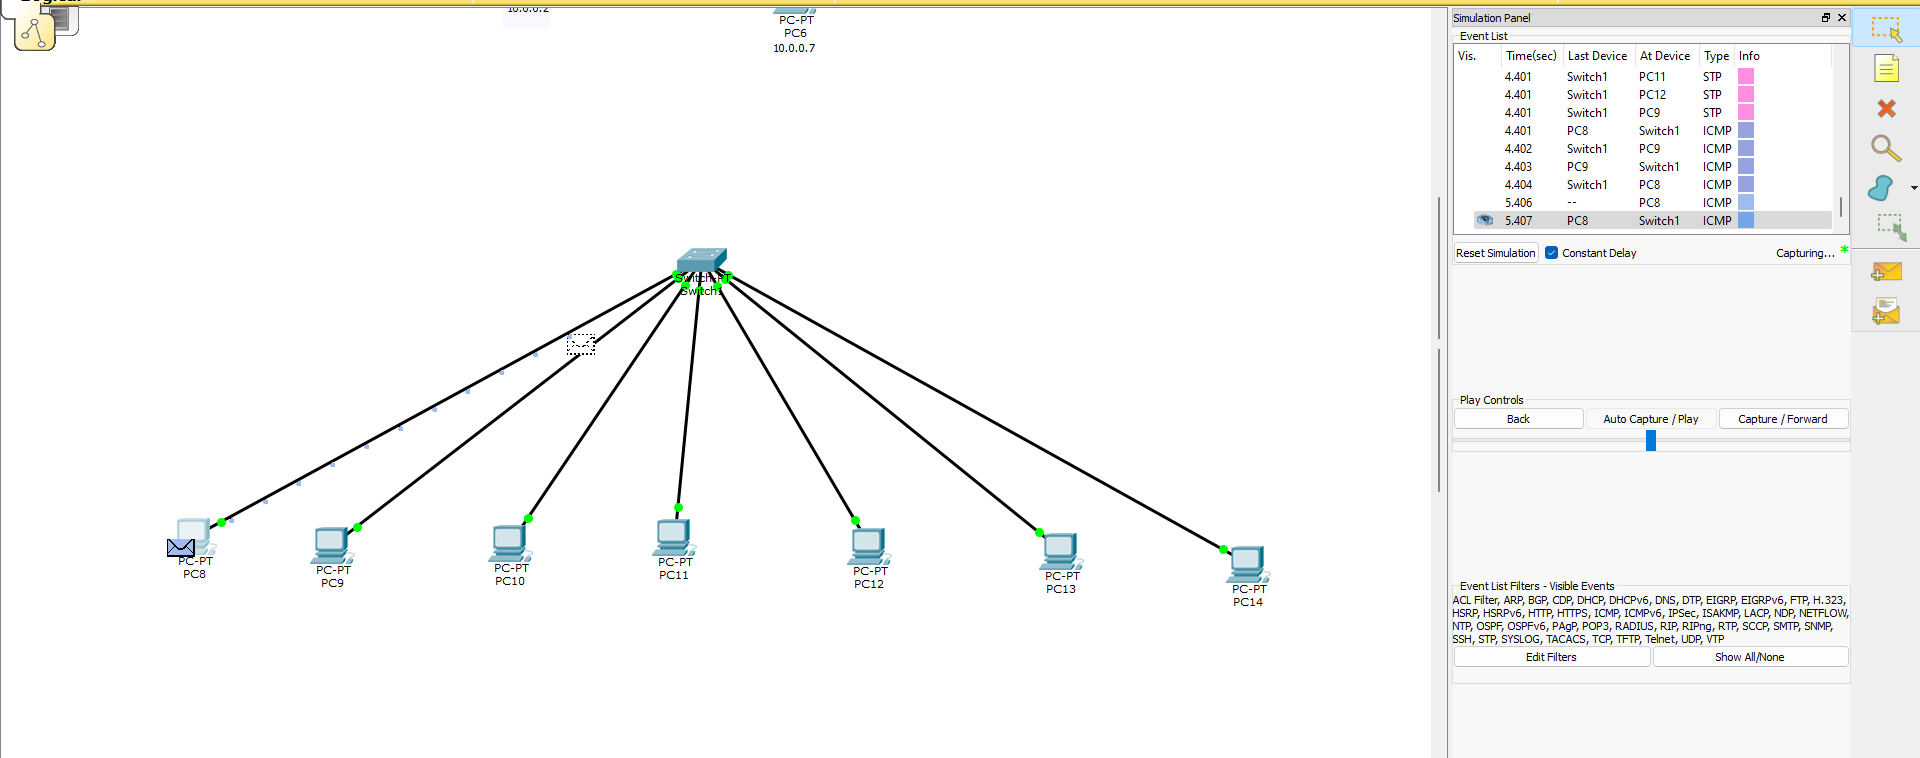 10.0.0.2
PC-PT
PC6
10.0.0.7
Switch-PT
Switch1
PC-PT
PC8
PC-PT
PC9
PC-PT
PC10
PC-PT
PC11
PC-PT
PC12
PC-PT
PC13
PC-PT
PC14
Simulation Panel
Event List
Vis. Time(sec) Last Device At Device Type Info
4.401 Switch1 PC11 STP
4.401 Switch1 PC12 STP
4.401 Switch1 PC9 STP
4.401 PC8 Switch1 ICMP
4.402 Switch1 PC9 ICMP
4.403 PC9 Switch1 ICMP
4.404 Switch1 PC8 ICMP
5.406 -- PC8 ICMP
5.407 PC8 Switch1 ICMP
Reset Simulation Constant Delay Capturing... *
Play Controls
Back Auto Capture / Play Capture / Forward
Event List Filters - Visible Events
ACL Filter, ARP, BGP, CDP, DHCP, DHCPv6, DNS, DTP, EIGRP, EIGRPv6, FTP, H.323,
HSRP, HSRPv6, HTTP, HTTPS, ICMP, ICMPv6, IPSec, ISAKMP, LACP, NDP, NETFLOW,
NTP, OSPF, OSPFv6, PAgP, POP3, RADIUS, RIP, RIPng, RTP, SCCP, SMTP, SNMP,
SSH, STP, SYSLOG, TACACS, TCP, TFTP, Telnet, UDP, VTP
Edit Filters Show All/None